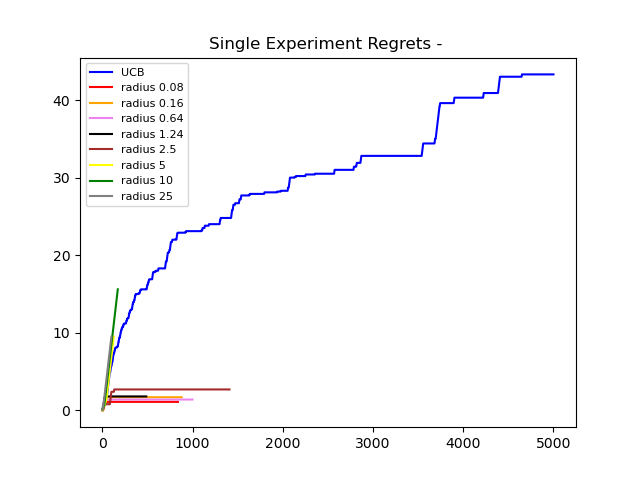 Single Experiment Regrets -
UCB
radius 0.08
radius 0.16
radius 0.64
radius 1.24
radius 2.5
radius 5
radius 10
radius 25
40
30
20
10
0
0 1000 2000 3000 4000 5000